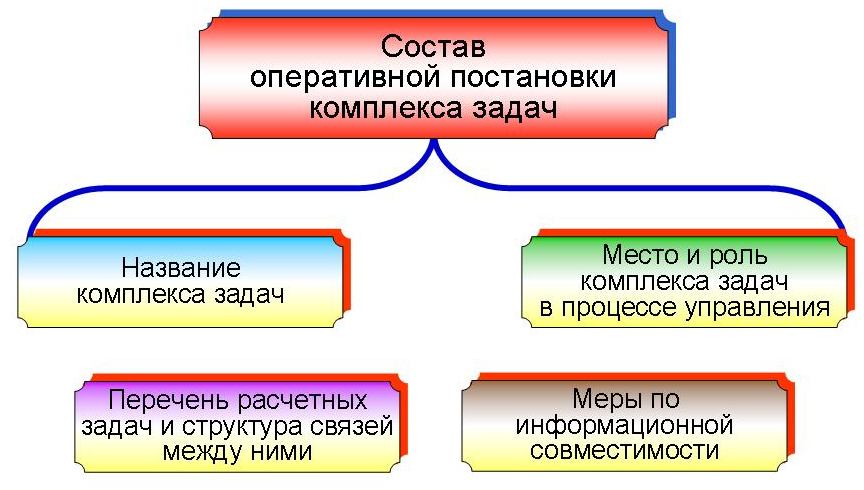 Состав
оперативной постановки
комплекса задач
Название
комплекса задач
Место и роль
комплекса задач
в процессе управления
Перечень расчетных
задач и структура связей
между ними
Меры по
информационной
совместимости